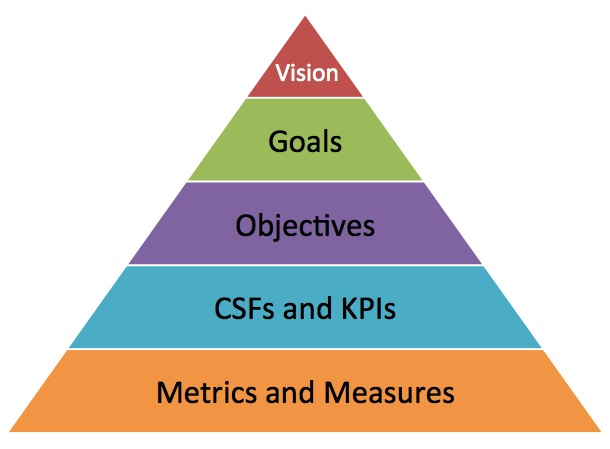 Vision
Goals
Objectives
CSFs and KPIs
Metrics and Measures